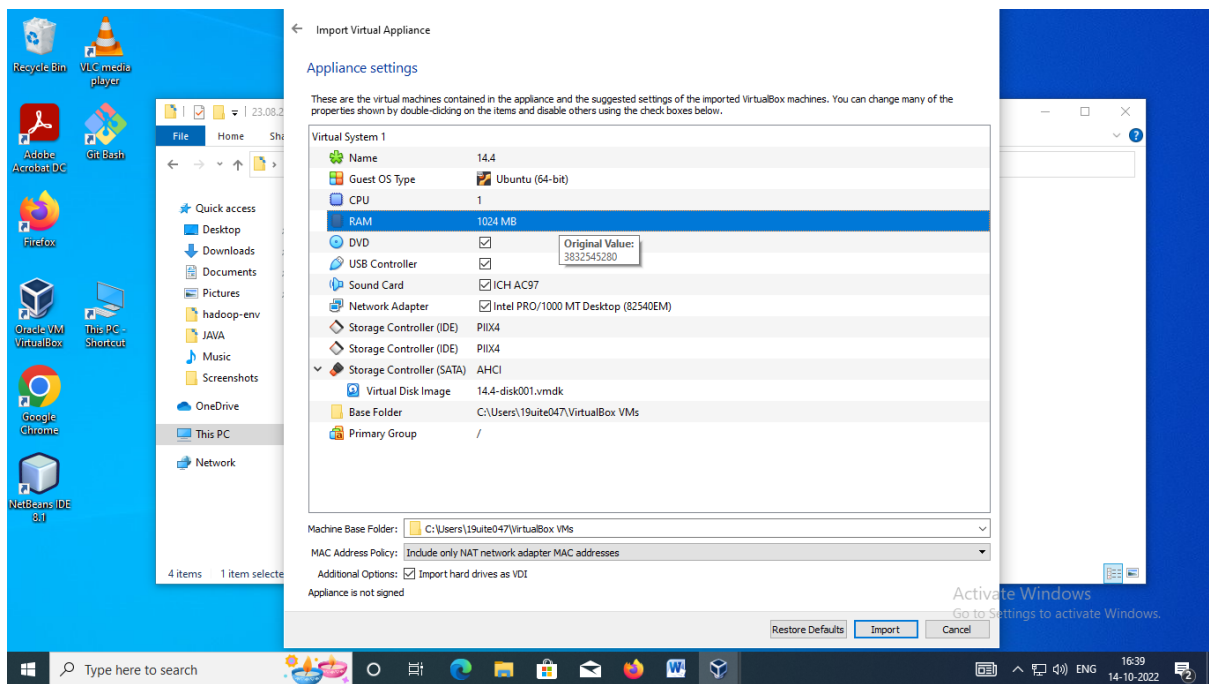 Recycle Bin
VLC media
player
Adobe
Acrobat DC
Git Bash
Firefox
Oracle VM
VirtualBox
This PC -
Shortcut
Google
Chrome
NetBeans IDE
8.1
23.08.2
File Home Sha
Quick access
Desktop
Downloads
Documents
Pictures
hadoop-env
JAVA
Music
Screenshots
OneDrive
This PC
Network
4 items 1 item selecte
Import Virtual Appliance
Appliance settings
These are the virtual machines contained in the appliance and the suggested settings of the imported VirtualBox machines. You can change many of the
properties shown by double-clicking on the items and disable others using the check boxes below.
Virtual System 1
Name 14.4
Guest OS Type Ubuntu (64-bit)
CPU 1
RAM 1024 MB
DVD
Original Value:
3832545280
USB Controller
Sound Card ICH AC97
Network Adapter Intel PRO/1000 MT Desktop (82540EM)
Storage Controller (IDE) PIIX4
Storage Controller (IDE) PIIX4
Storage Controller (SATA) AHCI
Virtual Disk Image 14.4-disk001.vmdk
Base Folder C:\Users\19uite047\VirtualBox VMs
Primary Group /
Machine Base Folder: C:\Users\19uite047\VirtualBox VMs
MAC Address Policy: Include only NAT network adapter MAC addresses
Additional Options: Import hard drives as VDI
Appliance is not signed
Restore Defaults Import Cancel
Activate Windows
Go to Settings to activate Windows.
Type here to search
ENG
16:39
14-10-2022
2